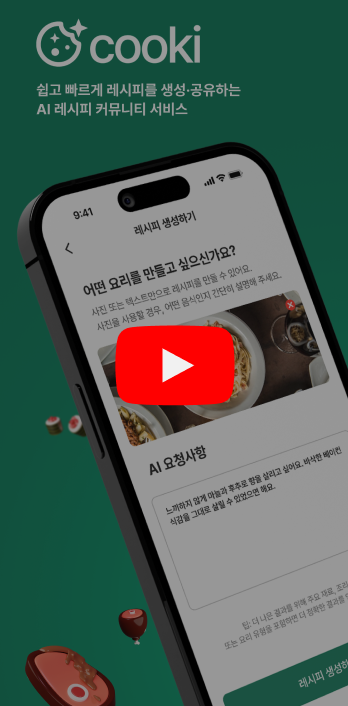 cooki
쉽고 빠르게 레시피를 생성·공유하는
AI 레시피 커뮤니티 서비스
9:41
레시피 생성하기
어떤 요리를 만들고 싶으신가요?
사진 또는 텍스트만으로 레시피를 만들 수 있어요.
사진을 사용할 경우, 어떤 음식인지 간단히 설명해 주세요.
AI 요청사항
느끼하지 않게 마늘과 후추로 향을 살리고 싶어요. 바삭한 베이컨
식감을 그대로 살릴 수 있었으면 해요.
팁: 더 나은 결과를 위해 주요 재료, 조리
또는 요리 유형을 포함하면 더 정확한 결과를
레시피 생성하